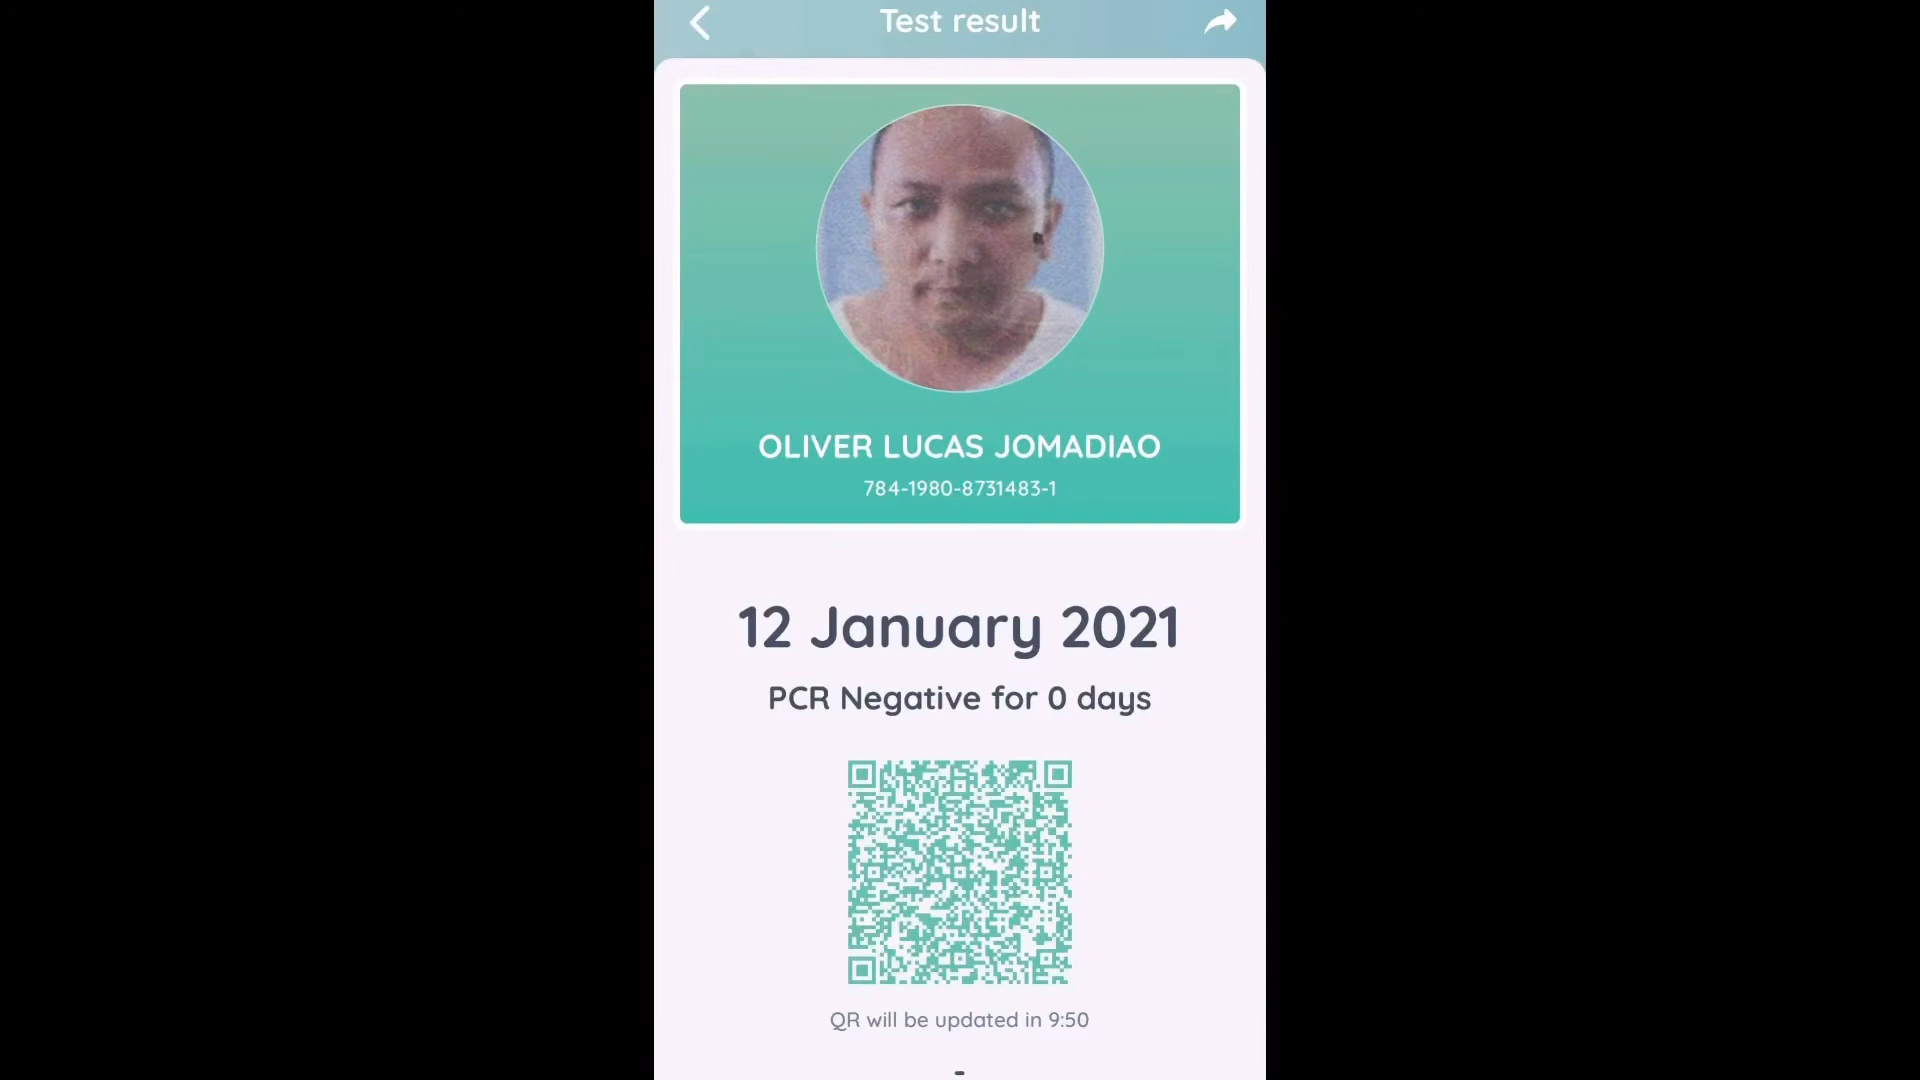 Test result
OLIVER LUCAS JOMADIAO
784-1980-8731483-1
12 January 2021
PCR Negative for 0 days
QR will be updated in 9:50